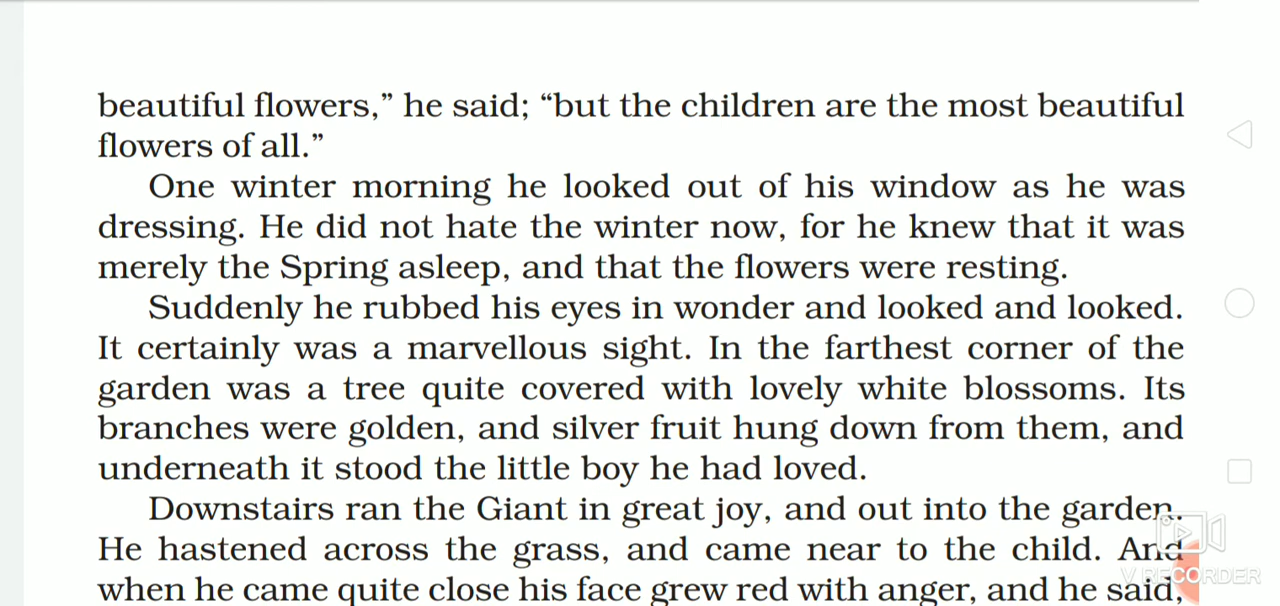 beautiful flowers,” he said; “but the children are the most beautiful
flowers of all.”
One winter morning he looked out of his window as he was
dressing. He did not hate the winter now, for he knew that it was
merely the Spring asleep, and that the flowers were resting.
Suddenly he rubbed his eyes in wonder and looked and looked.
It certainly was a marvellous sight. In the farthest corner of the
garden was a tree quite covered with lovely white blossoms. Its
branches were golden, and silver fruit hung down from them, and
underneath it stood the little boy he had loved.
Downstairs ran the Giant in great joy, and out into the garden.
He hastened across the grass, and came near to the child. And
when he came quite close his face grew red with anger, and he said,
V RECORDER